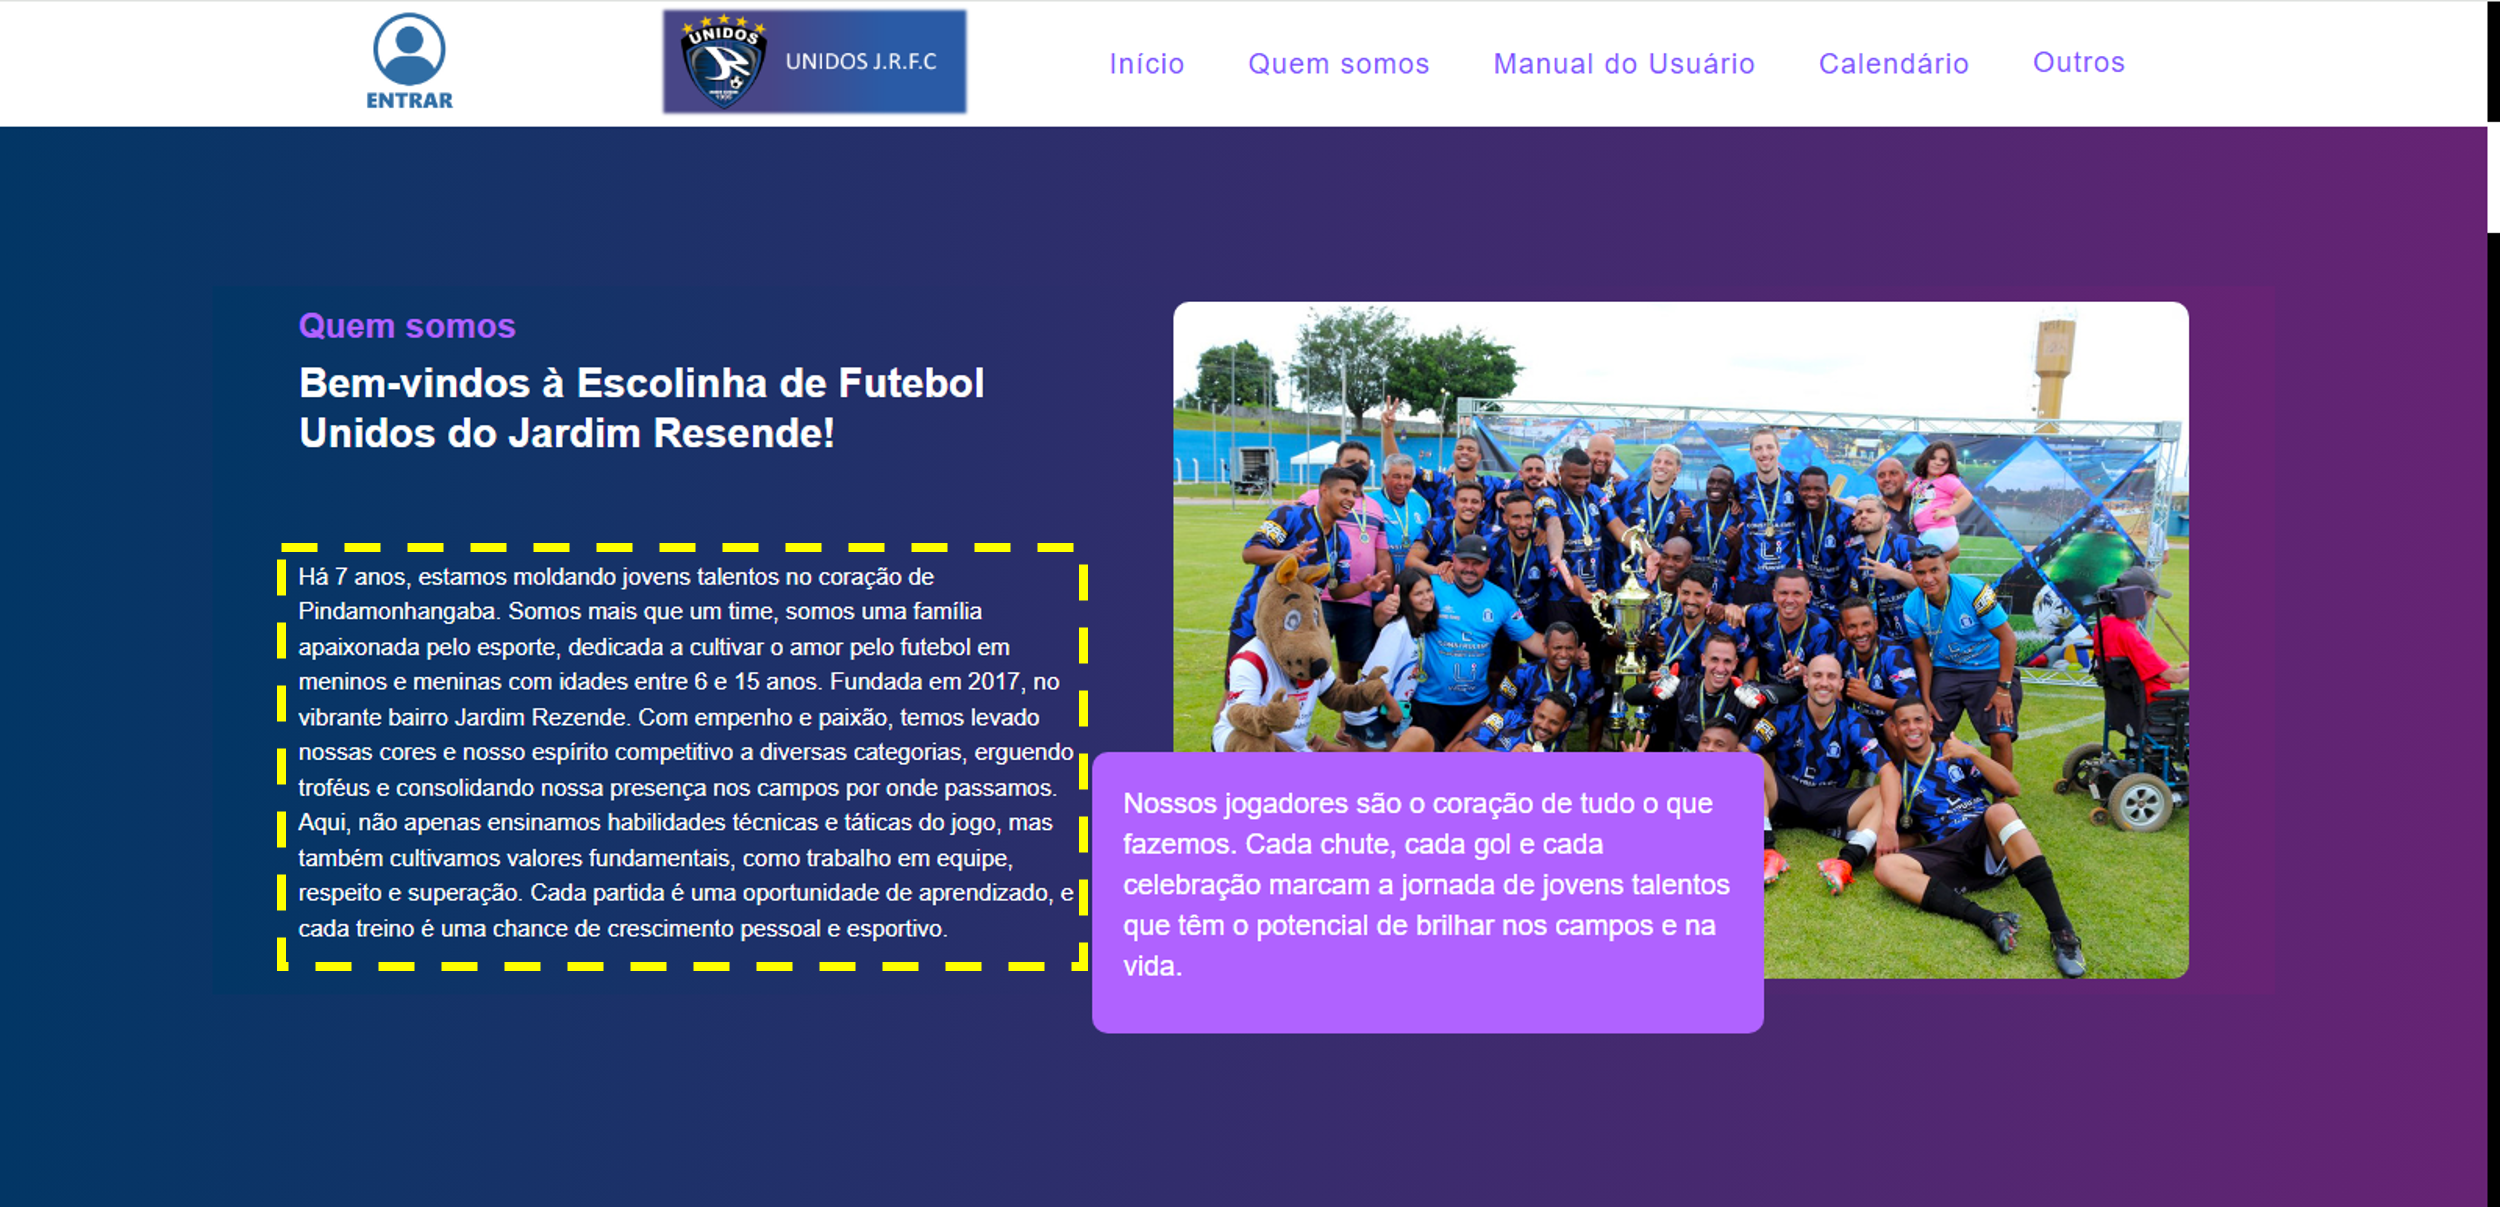 ENTRAR
UNIDOS
UNIDOS J.R.F.C
Início
Quem somos
Manual do Usuário
Calendário
Outros
Quem somos
Bem-vindos à Escolinha de Futebol
Unidos do Jardim Resende!
Há 7 anos, estamos moldando jovens talentos no coração de
Pindamonhangaba. Somos mais que um time, somos uma família
apaixonada pelo esporte, dedicada a cultivar o amor pelo futebol em
meninos e meninas com idades entre 6 e 15 anos. Fundada em 2017, no
vibrante bairro Jardim Rezende. Com empenho e paixão, temos levado
nossas cores e nosso espírito competitivo a diversas categorias, erguendo
troféus e consolidando nossa presença nos campos por onde passamos.
Aqui, não apenas ensinamos habilidades técnicas e táticas do jogo, mas
também cultivamos valores fundamentais, como trabalho em equipe,
respeito e superação. Cada partida é uma oportunidade de aprendizado, e
cada treino é uma chance de crescimento pessoal e esportivo.
Nossos jogadores são o coração de tudo o que
fazemos. Cada chute, cada gol e cada
celebração marcam a jornada de jovens talentos
que têm o potencial de brilhar nos campos e na
vida.